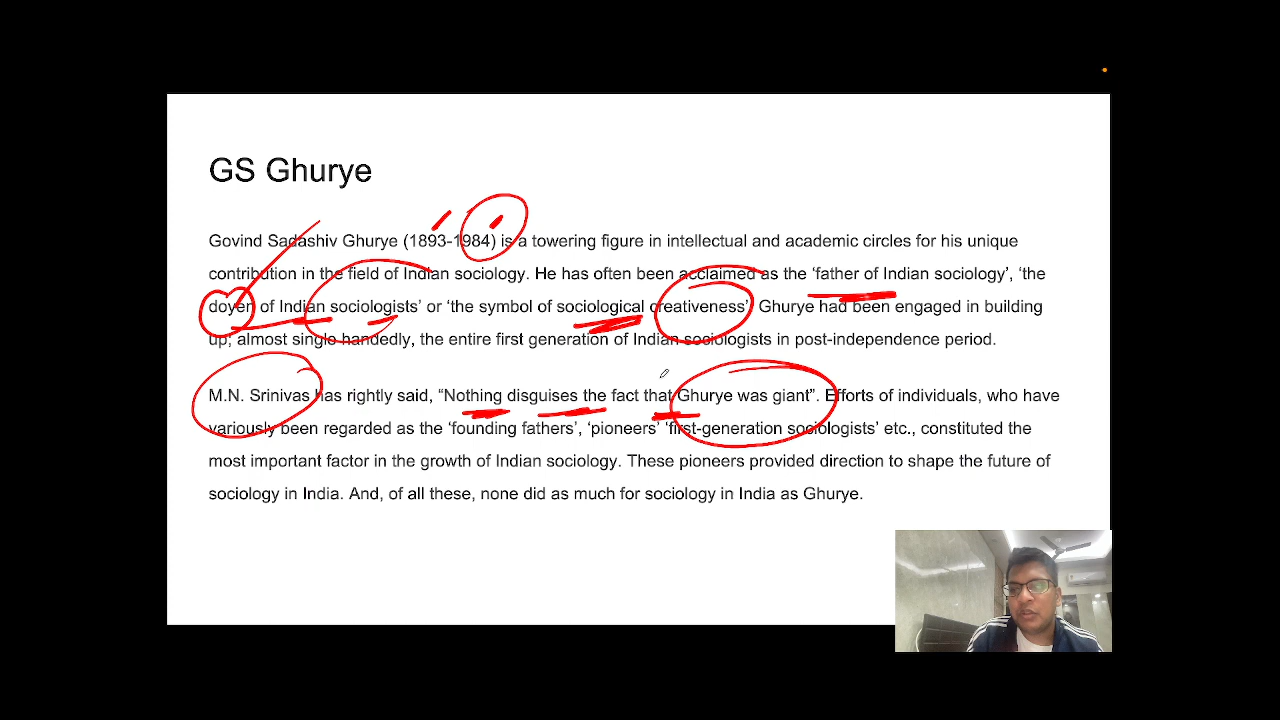 GS Ghurye
Govind Sadashiv Ghurye (1893-1984) is a towering figure in intellectual and academic circles for his unique
contribution in the field of Indian sociology. He has often been acclaimed as the ‘father of Indian sociology’, ‘the
doyen of Indian sociologists’ or ‘the symbol of sociological creativeness’. Ghurye had been engaged in building
up, almost single handedly, the entire first generation of Indian sociologists in post-independence period.
M.N. Srinivas has rightly said, “Nothing disguises the fact that Ghurye was giant”. Efforts of individuals, who have
variously been regarded as the ‘founding fathers’, ‘pioneers’ ‘first-generation sociologists’ etc., constituted the
most important factor in the growth of Indian sociology. These pioneers provided direction to shape the future of
sociology in India. And, of all these, none did as much for sociology in India as Ghurye.